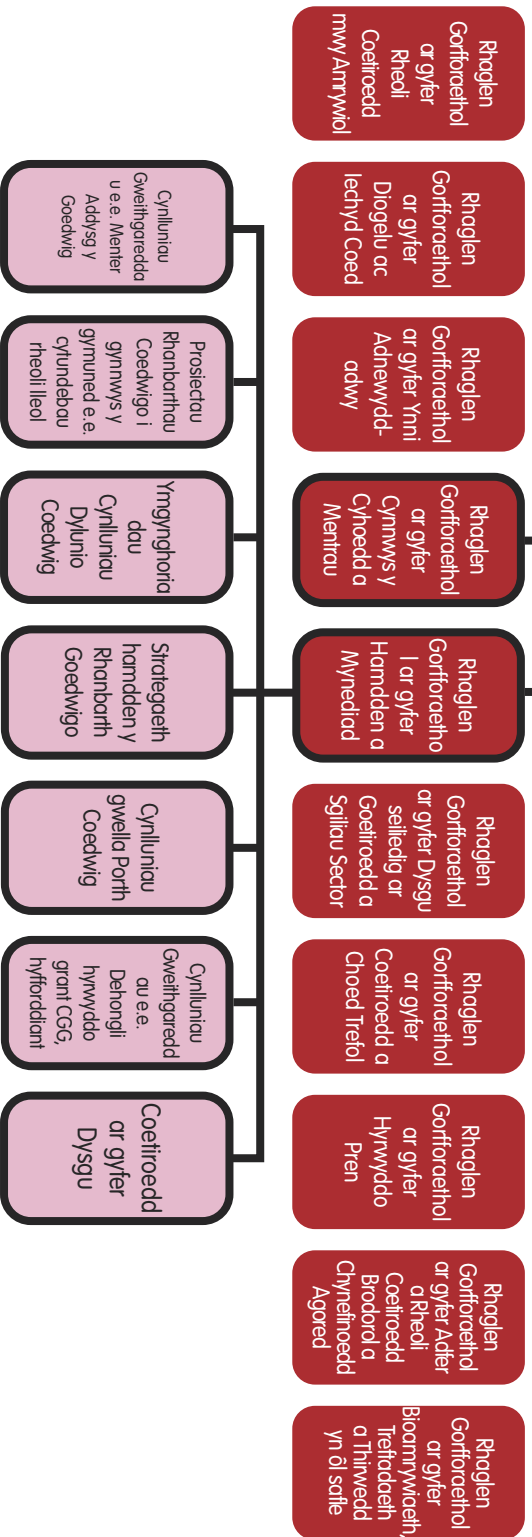 Rhaglen
Gorfforaethol
ar gyfer
Rheoli
Coetiroedd
mwy Amrywiol
Rhaglen
Gorfforaethol
ar gyfer
Diogelu ac
Iechyd Coed
Rhaglen
Gorfforaethol
ar gyfer Ynni
Adnewydd-
adwy
Rhaglen
Gorfforaethol
ar gyfer
Cynnwys y
Cyhoedd a
Mentrau
Rhaglen
Gorfforaetho
l ar gyfer
Hamdden a
Mynediad
Rhaglen
Gorfforaethol
ar gyfer Dysgu
seiliedig ar
Goetiroedd a
Sgiliau Sector
Rhaglen
Gorfforaethol
ar gyfer
Coetiroedd a
Choed Trefol
Rhaglen
Gorfforaethol
ar gyfer
Hyrwyddo
Pren
Rhaglen
Gorfforaethol
ar gyfer Adfer
a Rheoli
Coetiroedd
Brodorol a
Chynefinoedd
Agored
Rhaglen
Gorfforaethol
ar gyfer
Bioamrywiaeth,
Treftadaeth
a Thirwedd
yn ôl safle
Cynlluniau
Gweithgaredda
u e.e. Menter
Addysg y
Goedwig
Prosiectau
Rhanbarthau
Coedwigo i
gynnwys y
gymuned e.e.
cytundebau
rheoli lleol
Ymgynghoria
dau
Cynlluniau
Dylunio
Coedwig
Strategaeth
hamdden y
Rhanbarth
Goedwigo
Cynlluniau
gwella Porth
Coedwig
Cynlluniau
Gweithgaredd
au e.e.
Dehongli
hyrwyddo
grant CGG,
hyfforddiant
Coetiroedd
ar gyfer
Dysgu